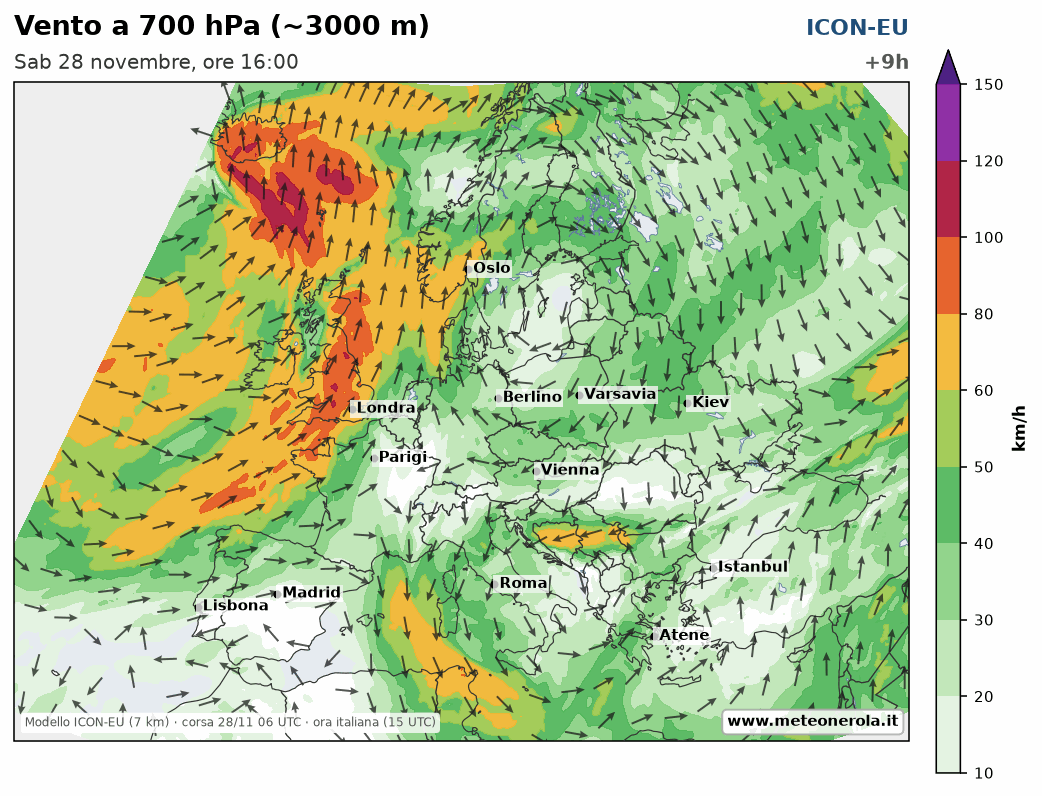 Vento a 700 hPa (~3000 m)
ICON-EU
Sab 28 novembre, ore 16:00
+9h
150
120
100
80
60
50
40
30
20
10
km/h
Oslo
Londra
Berlino
Varsavia
Kiev
Parigi
Vienna
Istanbul
Roma
Madrid
Lisbona
Atene
Modello ICON-EU (7 km) · corsa 28/11 06 UTC · ora italiana (15 UTC)
www.meteonerola.it